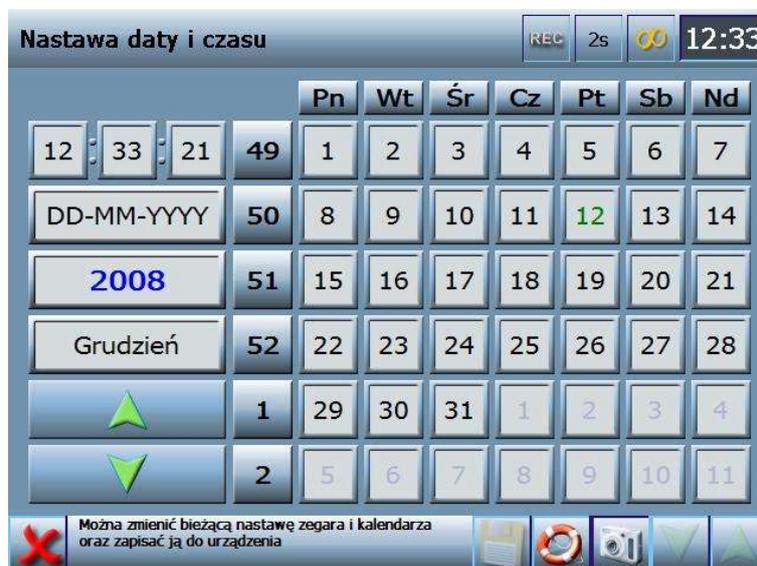 Nastawa daty i czasu REC 2s 12:33
Pn Wt Śr Cz Pt Sb Nd
12 : 33 : 21 49 1 2 3 4 5 6 7
DD-MM-YYYY 50 8 9 10 11 12 13 14
2008 51 15 16 17 18 19 20 21
Grudzień 52 22 23 24 25 26 27 28
1 29 30 31 1 2 3 4
2 5 6 7 8 9 10 11
Można zmienić bieżącą nastawę zegara i kalendarza
oraz zapisać ją do urządzenia